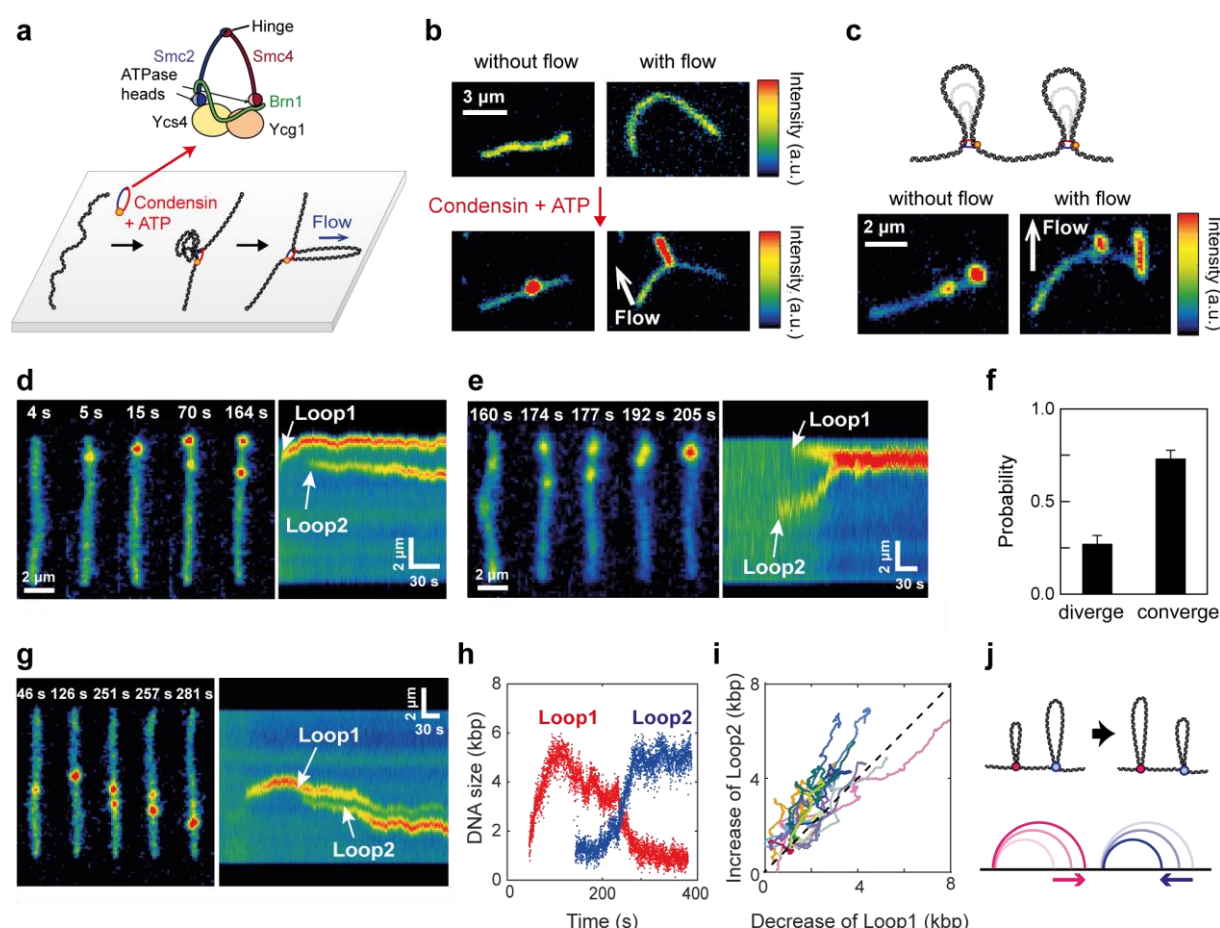 a
Hinge
Smc2
Smc4
ATPase
heads
Brn1
Ycs4
Ycg1
Condensin
+ ATP
Flow
b
without flow
with flow
3 μm
Intensity (a.u.)
Condensin + ATP
Flow
Intensity (a.u.)
c
without flow
with flow
2 μm
Flow
Intensity (a.u.)
d
4 s
5 s
15 s
70 s
164 s
Loop1
Loop2
2 μm
2 μm
30 s
e
160 s
174 s
177 s
192 s
205 s
Loop1
Loop2
2 μm
2 μm
30 s
f
Probability
1.0
0.5
0.0
diverge
converge
g
46 s
126 s
251 s
257 s
281 s
2 μm
30 s
Loop1
Loop2
h
DNA size (kbp)
8
6
4
2
0
Loop1
Loop2
0
200
400
Time (s)
i
Increase of Loop2 (kbp)
8
4
0
0
4
8
Decrease of Loop1 (kbp)
j